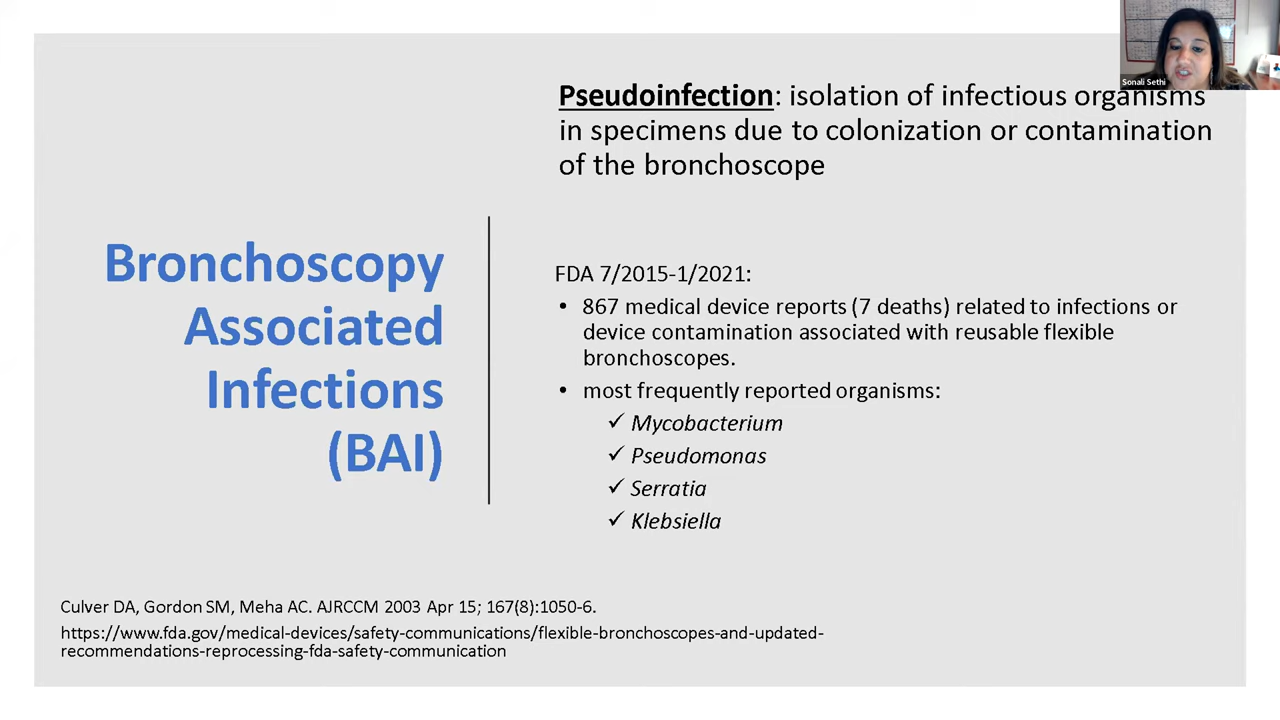 Sonali Sethi
Pseudoinfection: isolation of infectious organisms
in specimens due to colonization or contamination
of the bronchoscope
Bronchoscopy
Associated
Infections
(BAI)
FDA 7/2015-1/2021:
• 867 medical device reports (7 deaths) related to infections or
device contamination associated with reusable flexible
bronchoscopes.
• most frequently reported organisms:
✓ Mycobacterium
✓ Pseudomonas
✓ Serratia
✓ Klebsiella
Culver DA, Gordon SM, Meha AC. AJRCCM 2003 Apr 15; 167(8):1050-6.
https://www.fda.gov/medical-devices/safety-communications/flexible-bronchoscopes-and-updated-
recommendations-reprocessing-fda-safety-communication